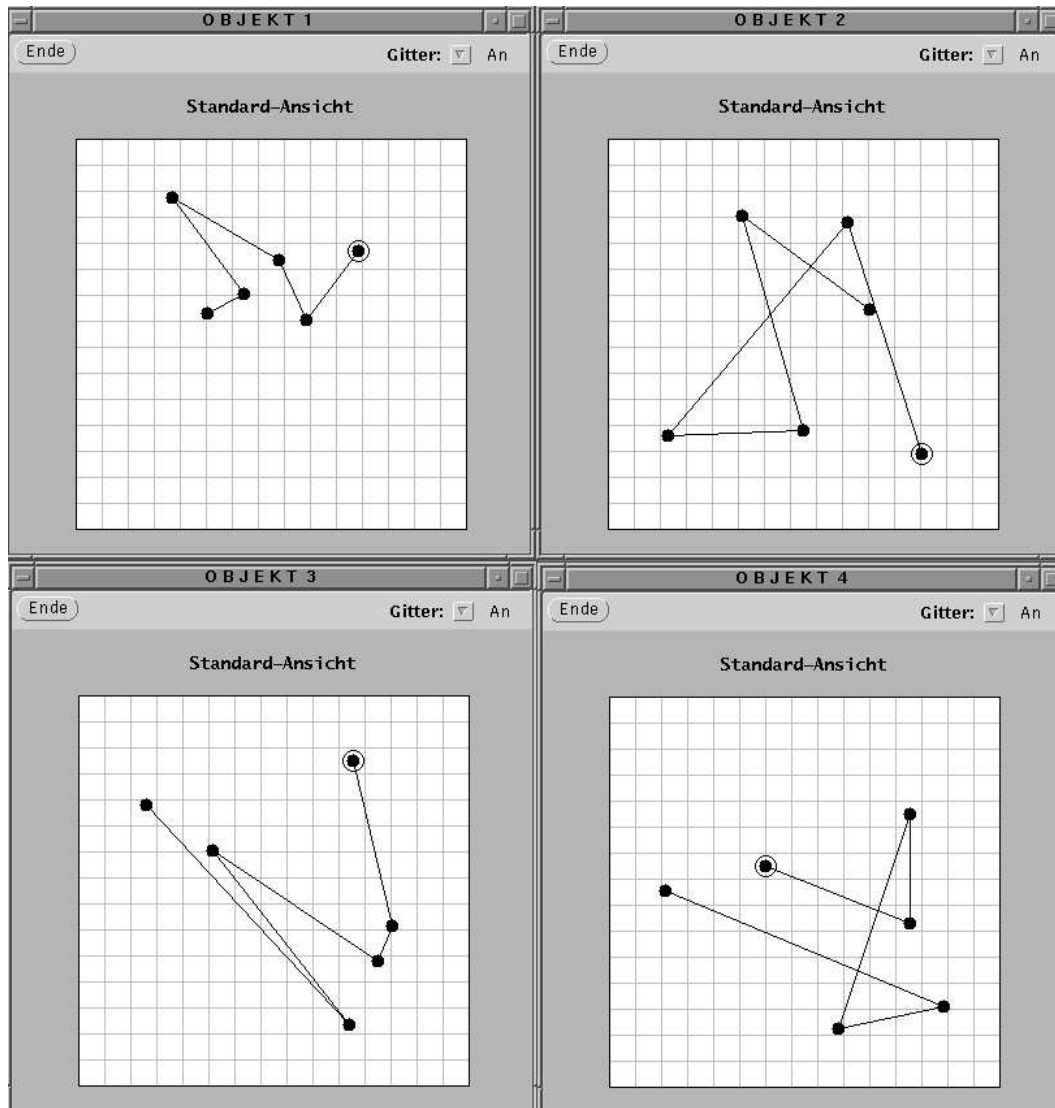 OBJEKT 1
Ende
Gitter: An
Standard-Ansicht
OBJEKT 2
Ende
Gitter: An
Standard-Ansicht
OBJEKT 3
Ende
Gitter: An
Standard-Ansicht
OBJEKT 4
Ende
Gitter: An
Standard-Ansicht